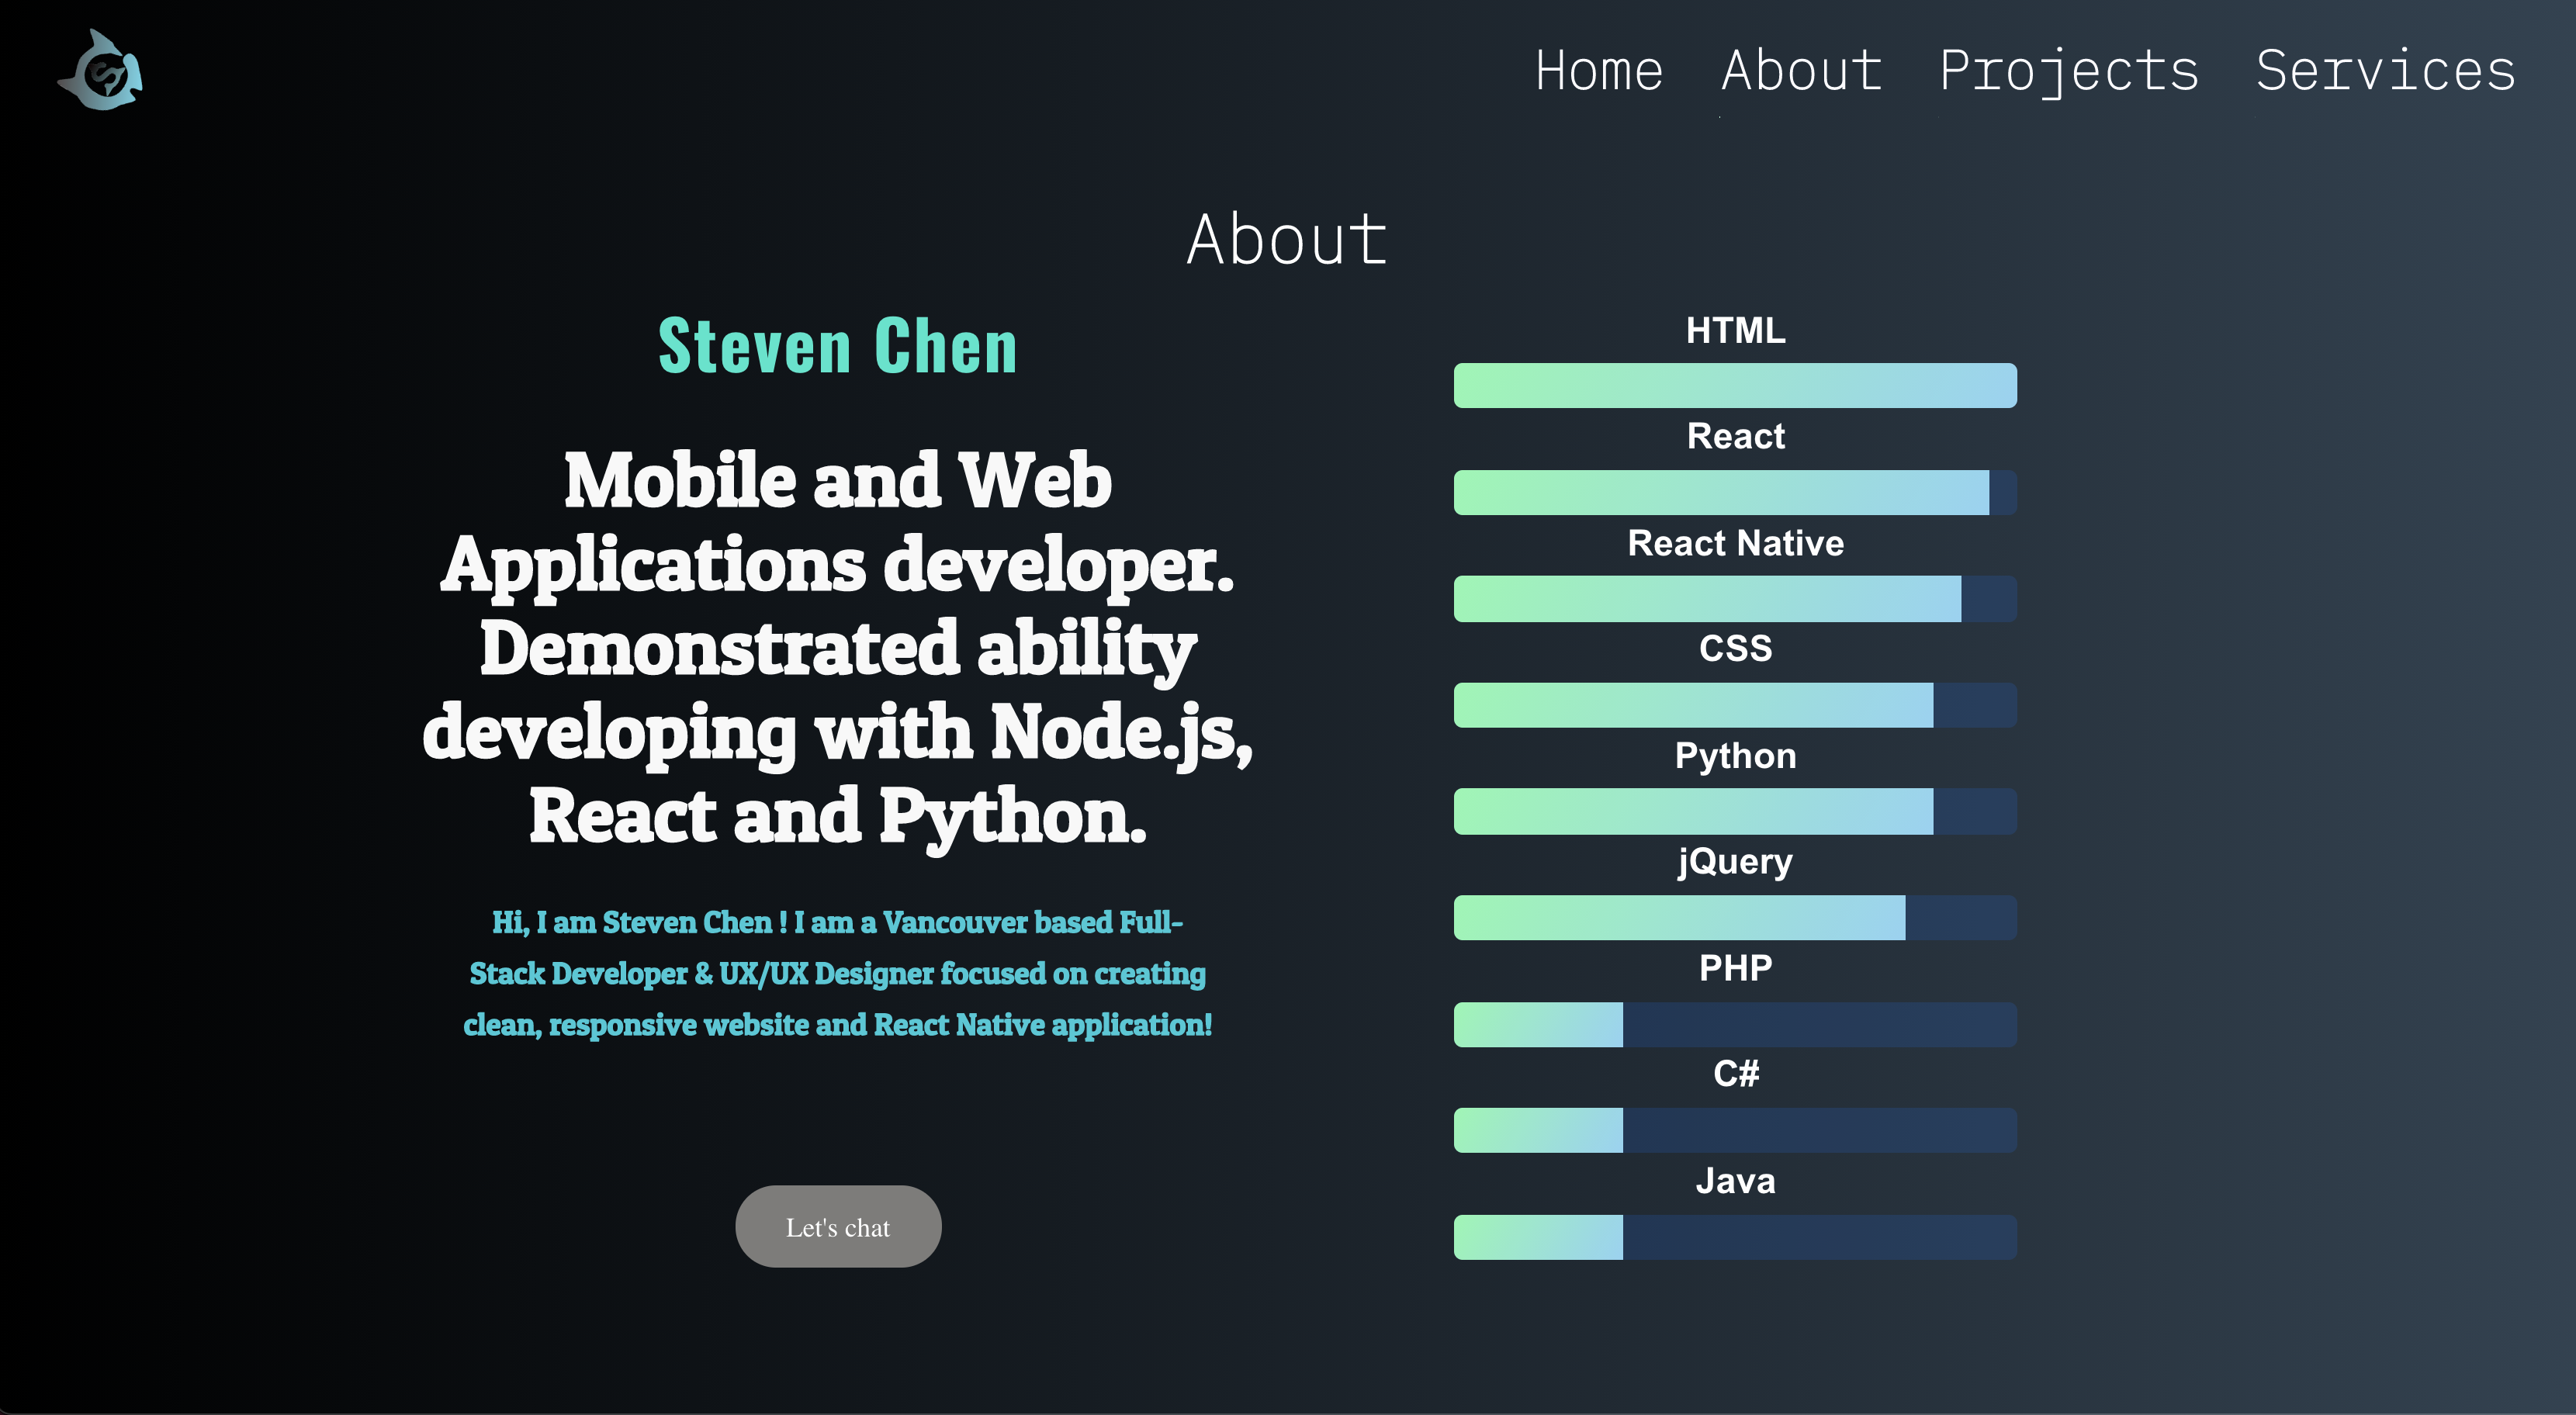 Home About Projects Services
About
Steven Chen
Mobile and Web
Applications developer.
Demonstrated ability
developing with Node.js,
React and Python.
Hi, I am Steven Chen ! I am a Vancouver based Full-
Stack Developer & UX/UX Designer focused on creating
clean, responsive website and React Native application!
Let's chat
HTML
React
React Native
CSS
Python
jQuery
PHP
C#
Java